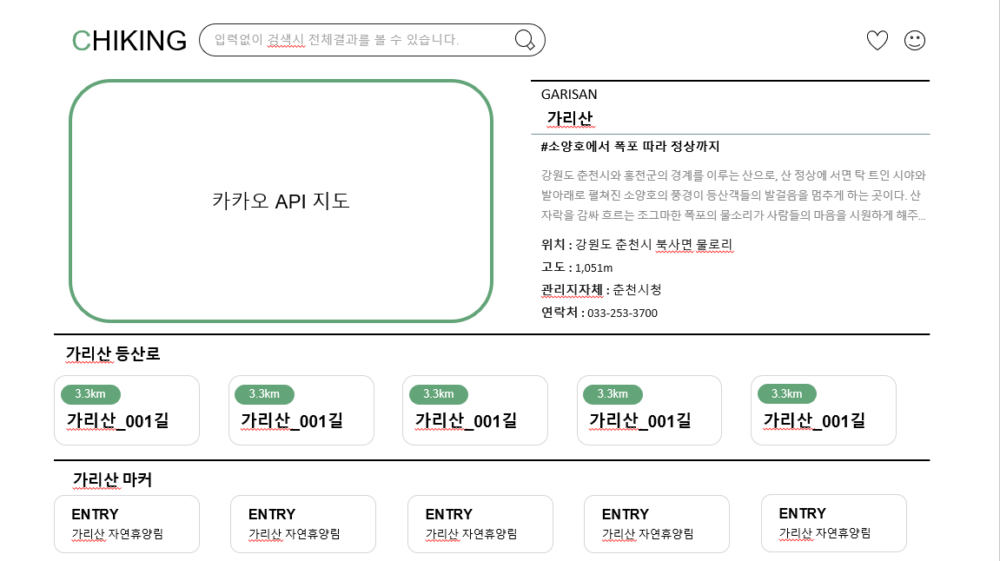 CHIKING
입력없이 검색시 전체결과를 볼 수 있습니다.
카카오 API 지도
GARISAN
가리산
#소양호에서 폭포 따라 정상까지
강원도 춘천시와 홍천군의 경계를 이루는 산으로, 산 정상에 서면 탁 트인 시야와
발아래로 펼쳐진 소양호의 풍경이 등산객들의 발걸음을 멈추게 하는 곳이다. 산
자락을 감싸 흐르는 조그마한 폭포의 물소리가 사람들의 마음을 시원하게 해주...
위치 : 강원도 춘천시 북사면 물로리
고도 : 1,051m
관리지자체 : 춘천시청
연락처 : 033-253-3700
가리산 등산로
3.3km
가리산_001길
3.3km
가리산_001길
3.3km
가리산_001길
3.3km
가리산_001길
3.3km
가리산_001길
가리산 마커
ENTRY
가리산 자연휴양림
ENTRY
가리산 자연휴양림
ENTRY
가리산 자연휴양림
ENTRY
가리산 자연휴양림
ENTRY
가리산 자연휴양림